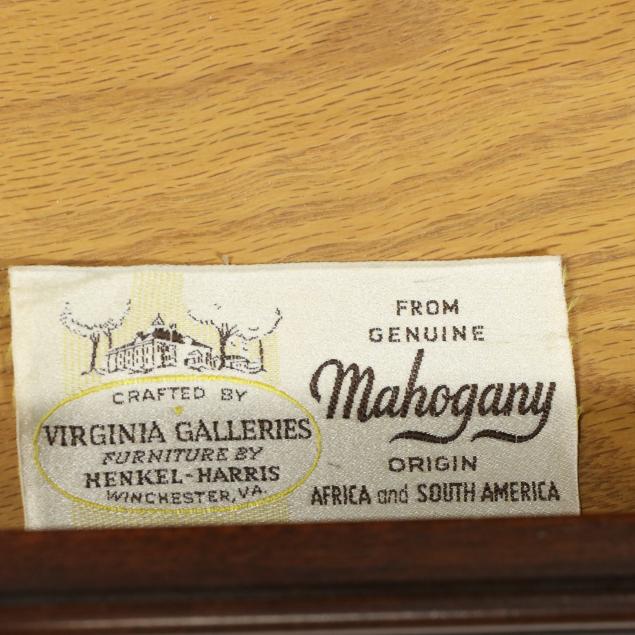 CRAFTED BY
VIRGINIA GALLERIES
FURNITURE BY
HENKEL-HARRIS
WINCHESTER, VA.
FROM
GENUINE
Mahogany
ORIGIN
AFRICA and SOUTH AMERICA